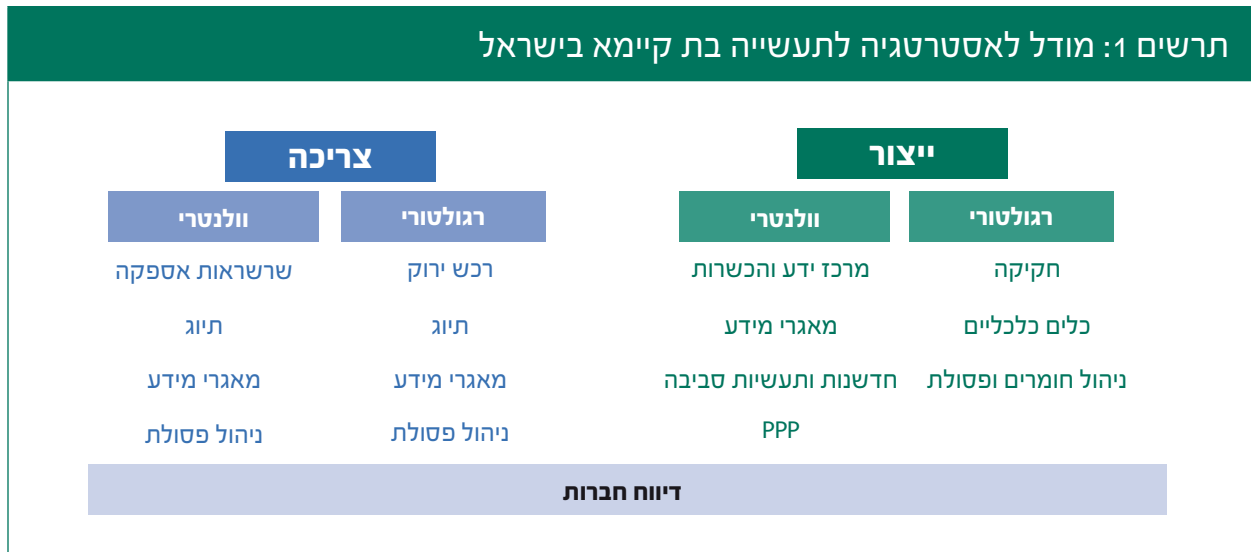 תרשים 1: מודל לאסטרטגיה לתעשייה בת קיימא בישראל
ייצור
רגולטורי
חקיקה
כלים כלכליים
ניהול חומרים ופסולת
וולנטרי
מרכז ידע והכשרות
מאגרי מידע
חדשנות ותעשיות סביבה
PPP
צריכה
רגולטורי
רכש ירוק
תיוג
מאגרי מידע
ניהול פסולת
וולנטרי
שרשראות אספקה
תיוג
מאגרי מידע
ניהול פסולת
דיווח חברות